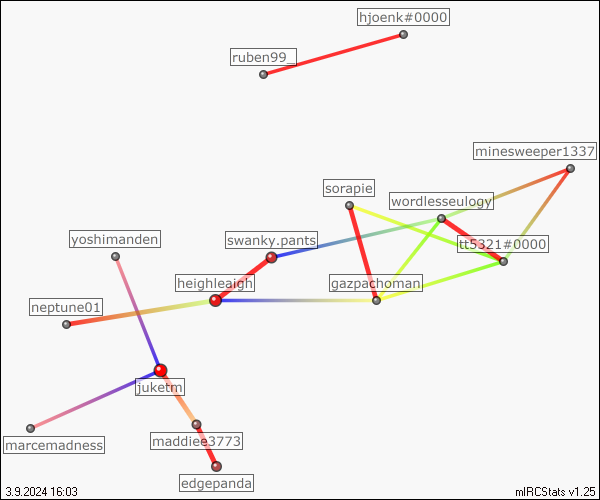 hjoenk#0000
ruben99_
minesweeper1337
sorapie
wordlesseulogy
yoshimanden
swanky.pants
tt5321#0000
heighleaigh
gazpachoman
neptune01
juketm
marcemadness
maddiee3773
edgepanda
3.9.2024 16:03
mIRCStats v1.25